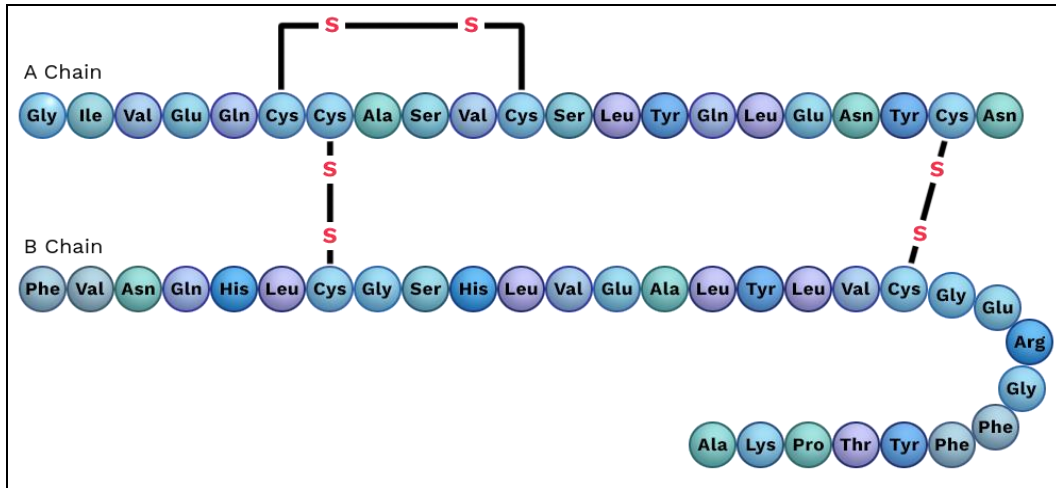 S S
A Chain
Gly Ile Val Glu Gln Cys Cys Ala Ser Val Cys Ser Leu Tyr Gln Leu Glu Asn Tyr Cys Asn
S S
S S
B Chain
Phe Val Asn Gln His Leu Cys Gly Ser His Leu Val Glu Ala Leu Tyr Leu Val Cys Gly Glu
Arg
Gly
Phe
Ala Lys Pro Thr Tyr Phe